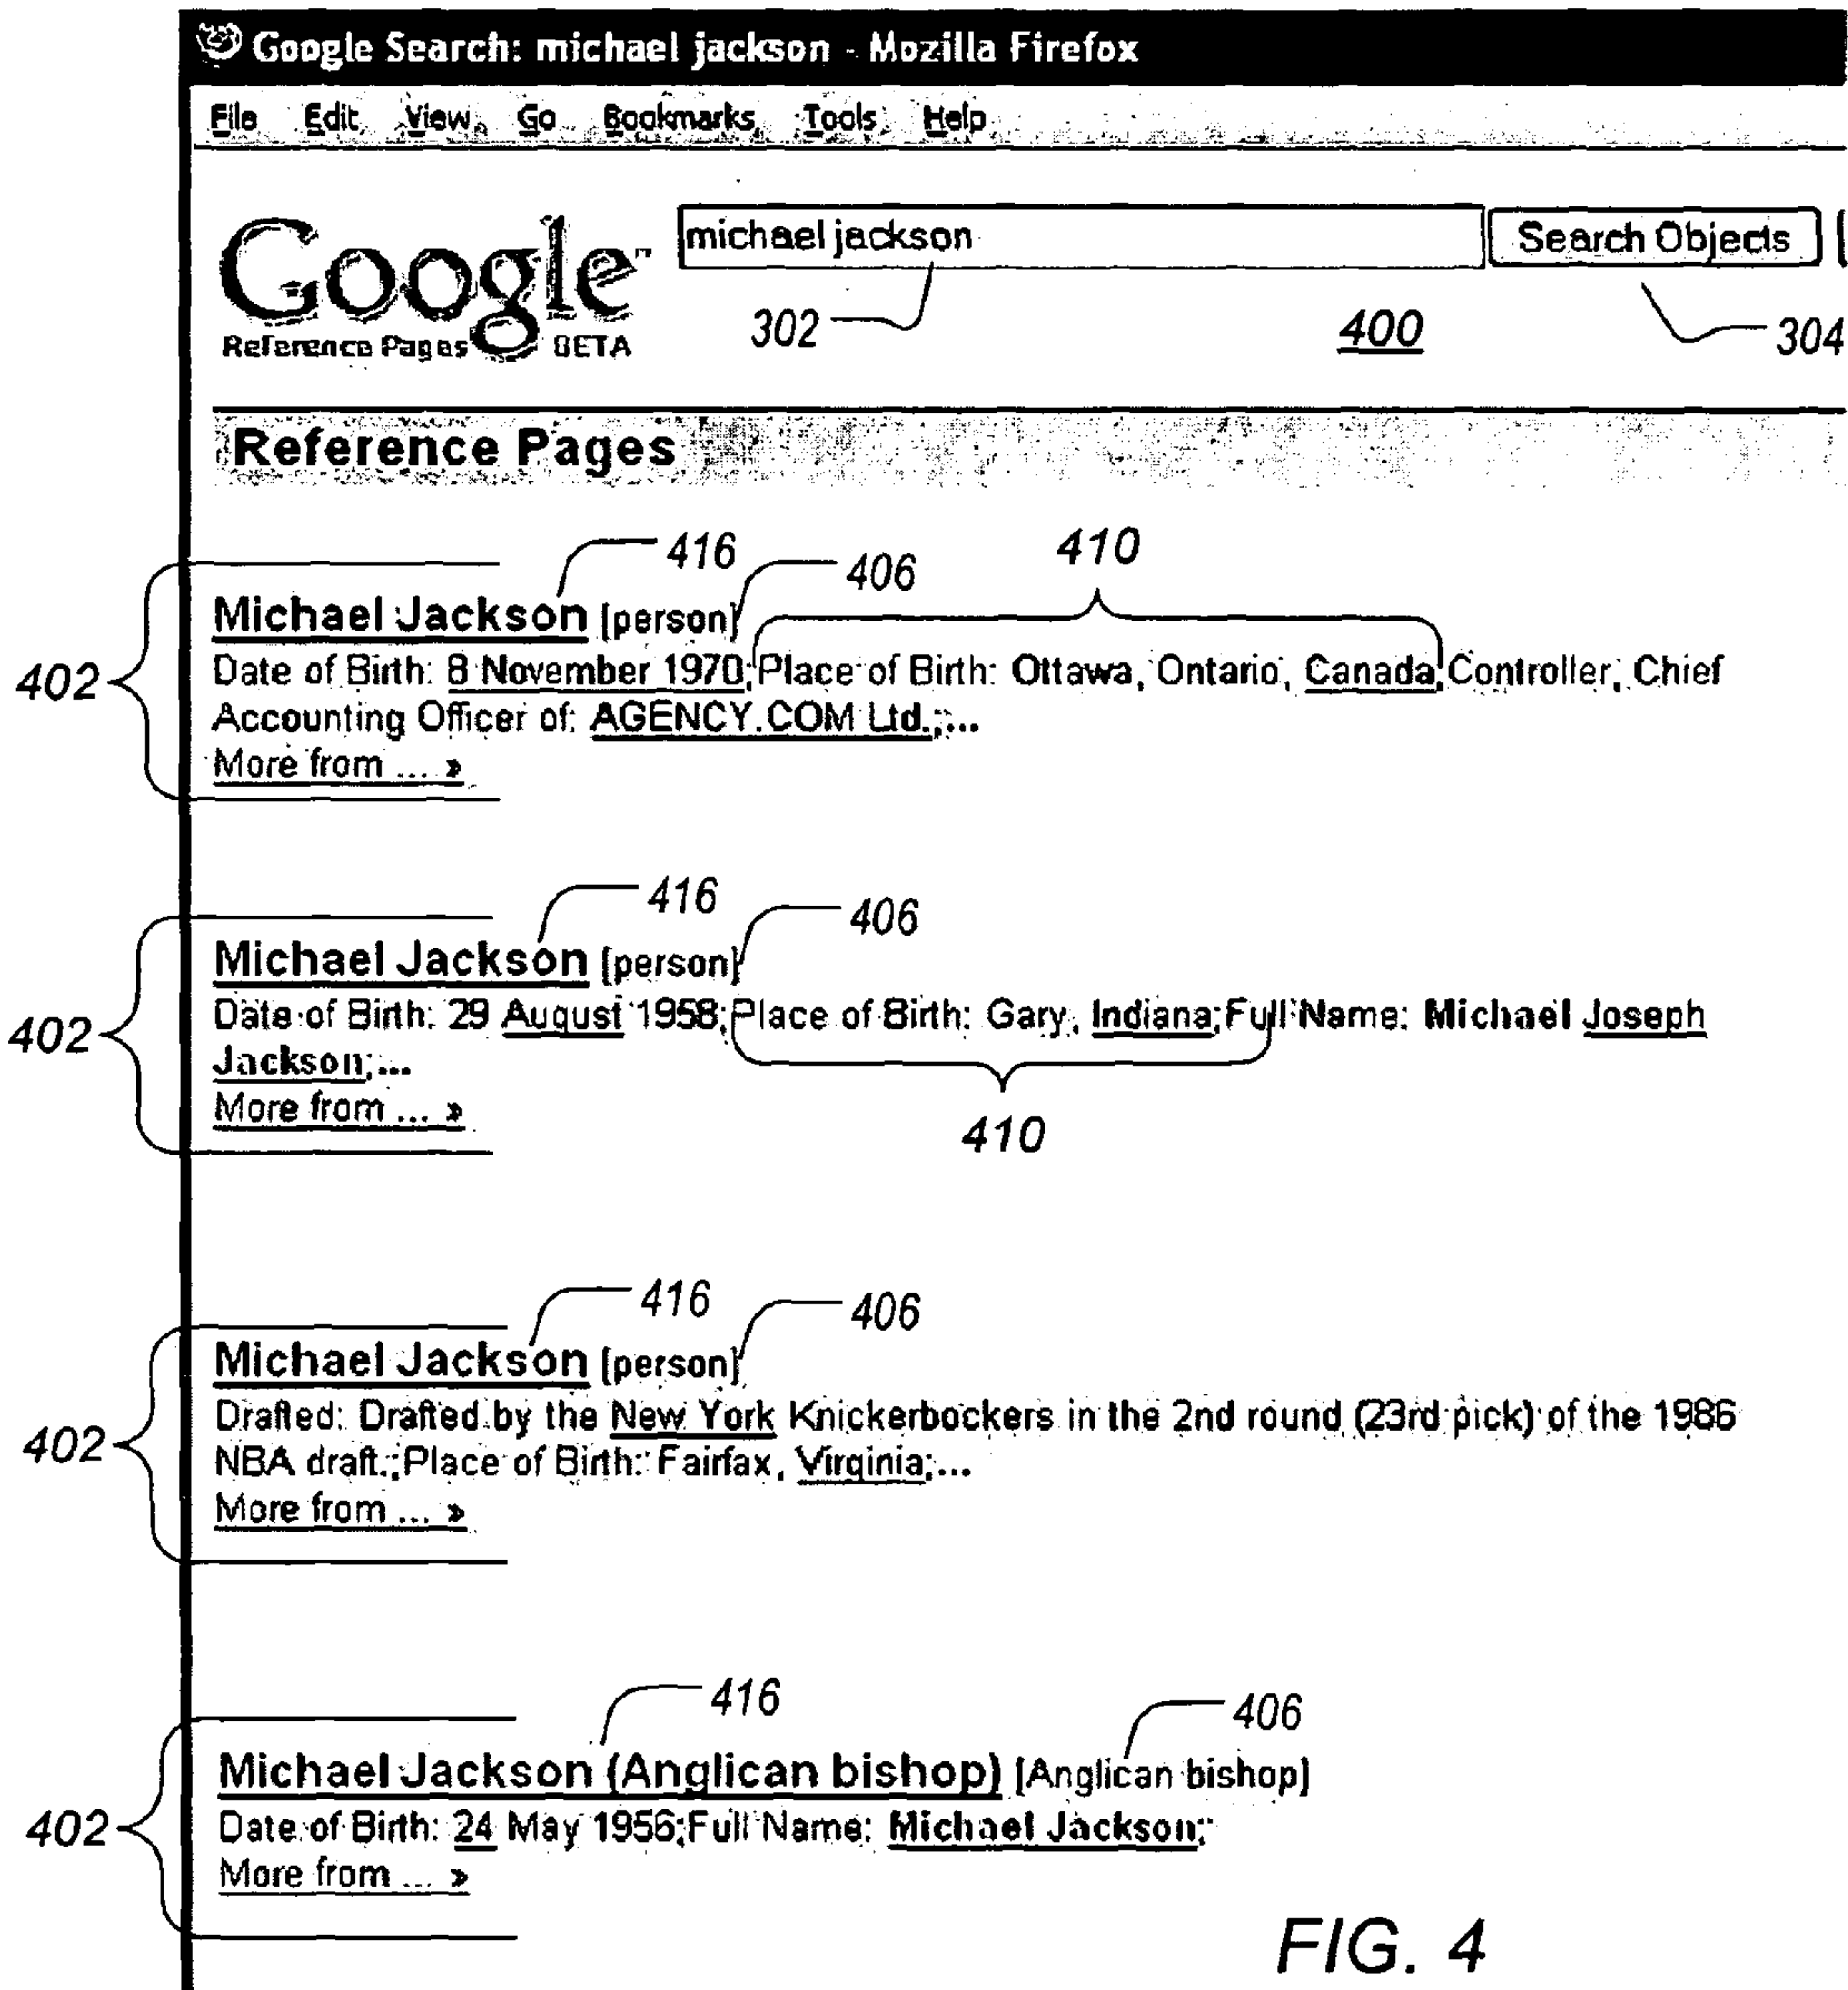 Google Search: michael jackson - Mozilla Firefox
File Edit View Go Bookmarks Tools Help
Google™ michael jackson Search Objects
Reference Pages BETA 302 400 304
Reference Pages
416 406 410
Michael Jackson [person]
402 Date of Birth: 8 November 1970;Place of Birth: Ottawa, Ontario, Canada;Controller, Chief
Accounting Officer of: AGENCY.COM Ltd.;...
More from ... »
416 406
Michael Jackson [person]
402 Date of Birth: 29 August 1958;Place of Birth: Gary, Indiana;Full Name: Michael Joseph
Jackson;...
More from ... »
410
416 406
Michael Jackson [person]
402 Drafted: Drafted by the New York Knickerbockers in the 2nd round (23rd pick) of the 1986
NBA draft.;Place of Birth: Fairfax, Virginia;...
More from ... »
416 406
Michael Jackson (Anglican bishop) [Anglican bishop]
402 Date of Birth: 24 May 1956;Full Name: Michael Jackson;
More from ... »
FIG. 4